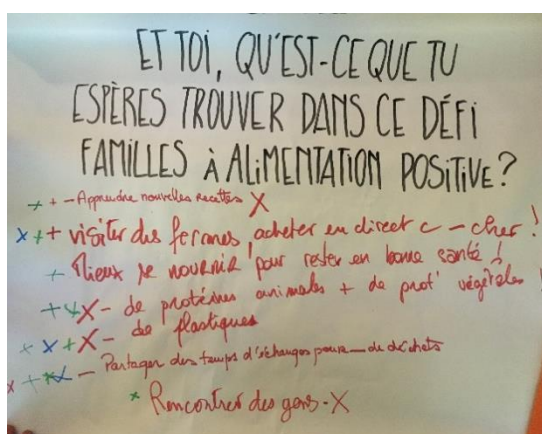 ET TOI, QU'EST-CE QUE TU
ESPÈRES TROUVER DANS CE DÉFI
FAMILLES À ALIMENTATION POSITIVE?
+ + - Apprendre nouvelles recettes X
x + + visiter des fermes, acheter en direct c - cher!
+ Mieux se nourrir pour rester en bonne santé!
+ + X - de protéines animales + de prot' végétales!
+ x + X - de plastiques
x + + x - Partager des temps d'échanges pour - de déchets
x Rencontrer des gens - X